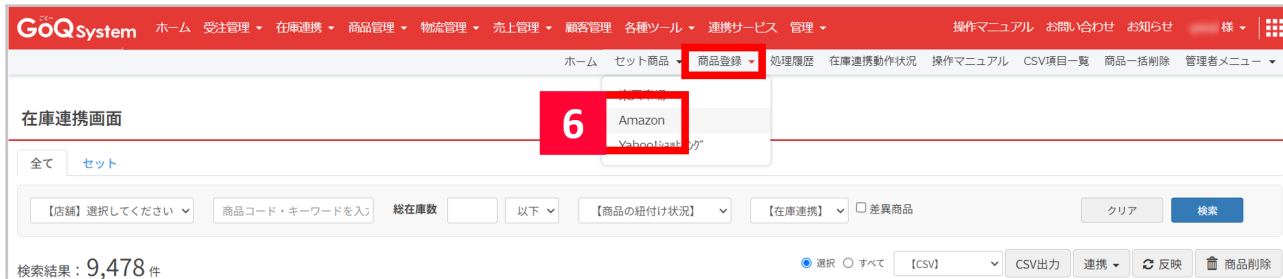 GoQSystem ホーム 受注管理 在庫連携 商品管理 物流管理 売上管理 顧客管理 各種ツール 連携サービス 管理 操作マニュアル お問い合わせ お知らせ 様
ホーム セット商品 商品登録 処理履歴 在庫連携動作状況 操作マニュアル CSV項目一覧 商品一括削除 管理者メニュー
在庫連携画面
6
Amazon
Yahoo!ショッピング
全て セット
【店舗】選択してください 商品コード・キーワードを入力 総在庫数 以下 【商品の紐付け状況】 【在庫連携】 差異商品 クリア 検索
検索結果：9,478 件 選択 すべて 【CSV】 CSV出力 連携 反映 商品削除